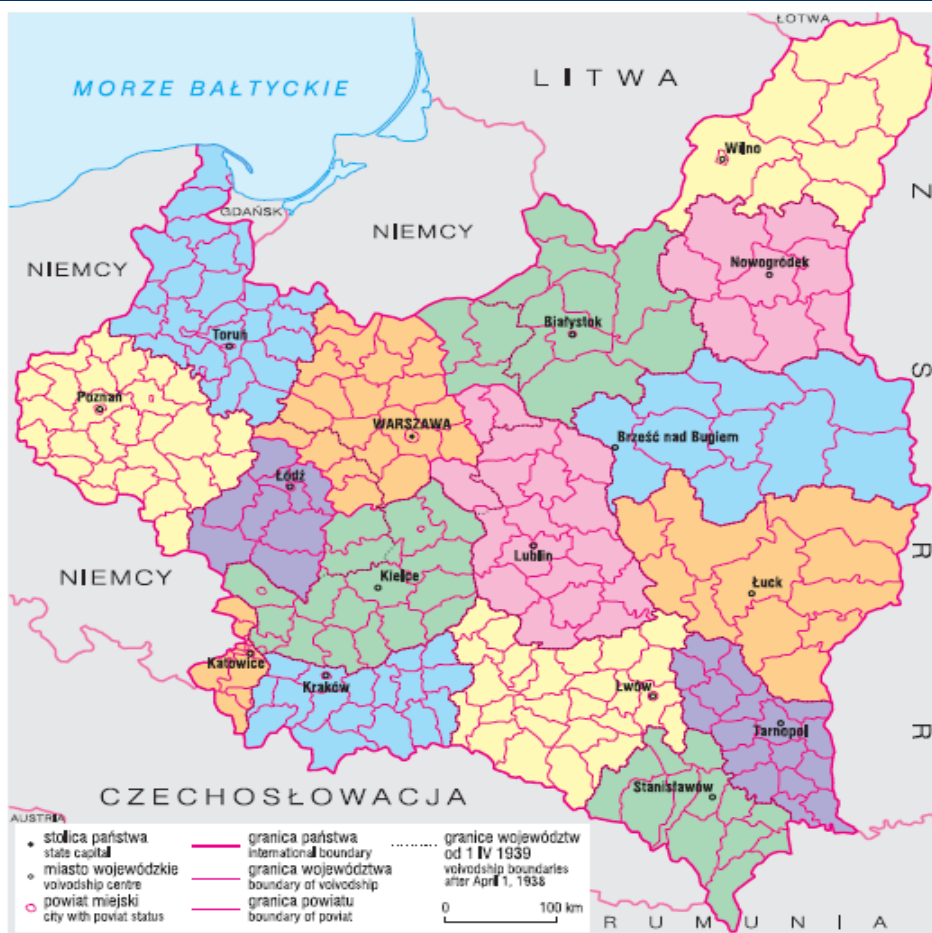 ŁOTWA
LITWA
MORZE BAŁTYCKIE
Wilno
Z
GDAŃSK
NIEMCY
NIEMCY
Nowogródek
Białystok
Toruń
S
Poznań
WARSZAWA
Brześć nad Bugiem
Łódź
Lublin
R
NIEMCY
Kielce
Łuck
Katowice
Kraków
Lwów
Tarnopol
R
Stanisławów
CZECHOSŁOWACJA
AUSTRIA
stolica państwa
state capital
miasto wojewódzkie
voivodship centre
powiat miejski
city with poviat status
granica państwa
international boundary
granica województwa
boundary of voivodship
granica powiatu
boundary of poviat
granice województw
od 1 IV 1939
voivodship boundaries
after April 1, 1938
0 100 km
RUMUNIA